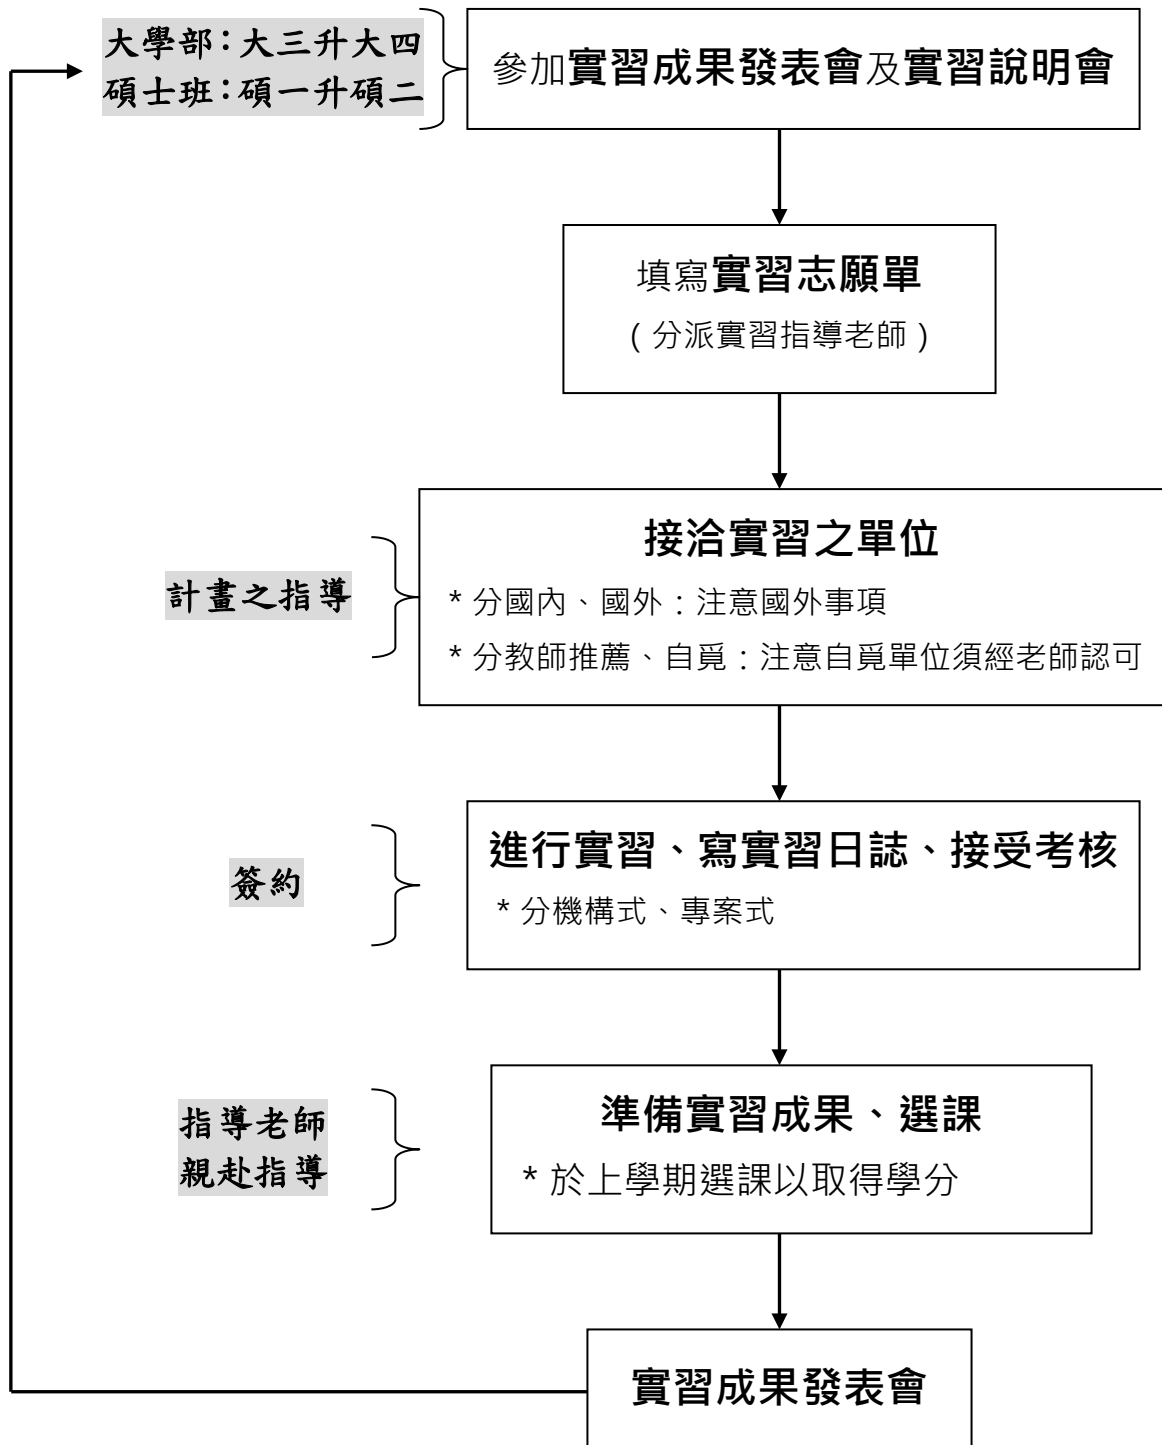 大學部：大三升大四
碩士班：碩一升碩二
參加實習成果發表會及實習說明會
填寫實習志願單
（分派實習指導老師）
計畫之指導
接洽實習之單位
* 分國內、國外：注意國外事項
* 分教師推薦、自覓：注意自覓單位須經老師認可
簽約
進行實習、寫實習日誌、接受考核
* 分機構式、專案式
指導老師
親赴指導
準備實習成果、選課
* 於上學期選課以取得學分
實習成果發表會